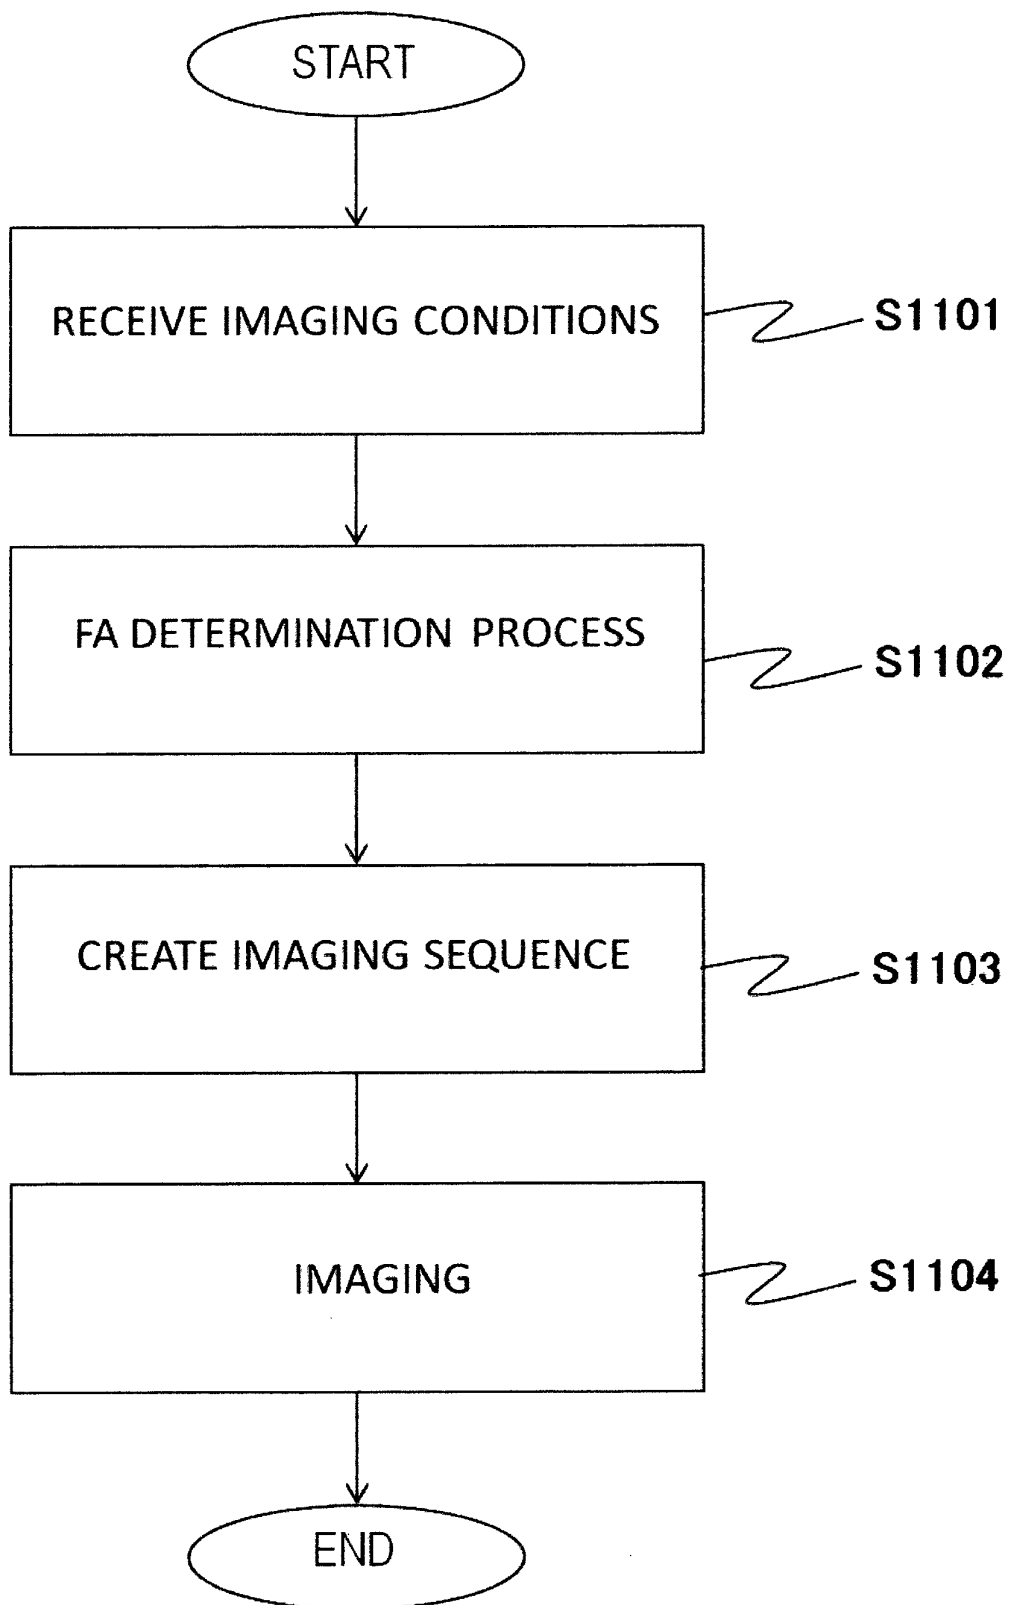 START
RECEIVE IMAGING CONDITIONS
S1101
FA DETERMINATION PROCESS
S1102
CREATE IMAGING SEQUENCE
S1103
IMAGING
S1104
END